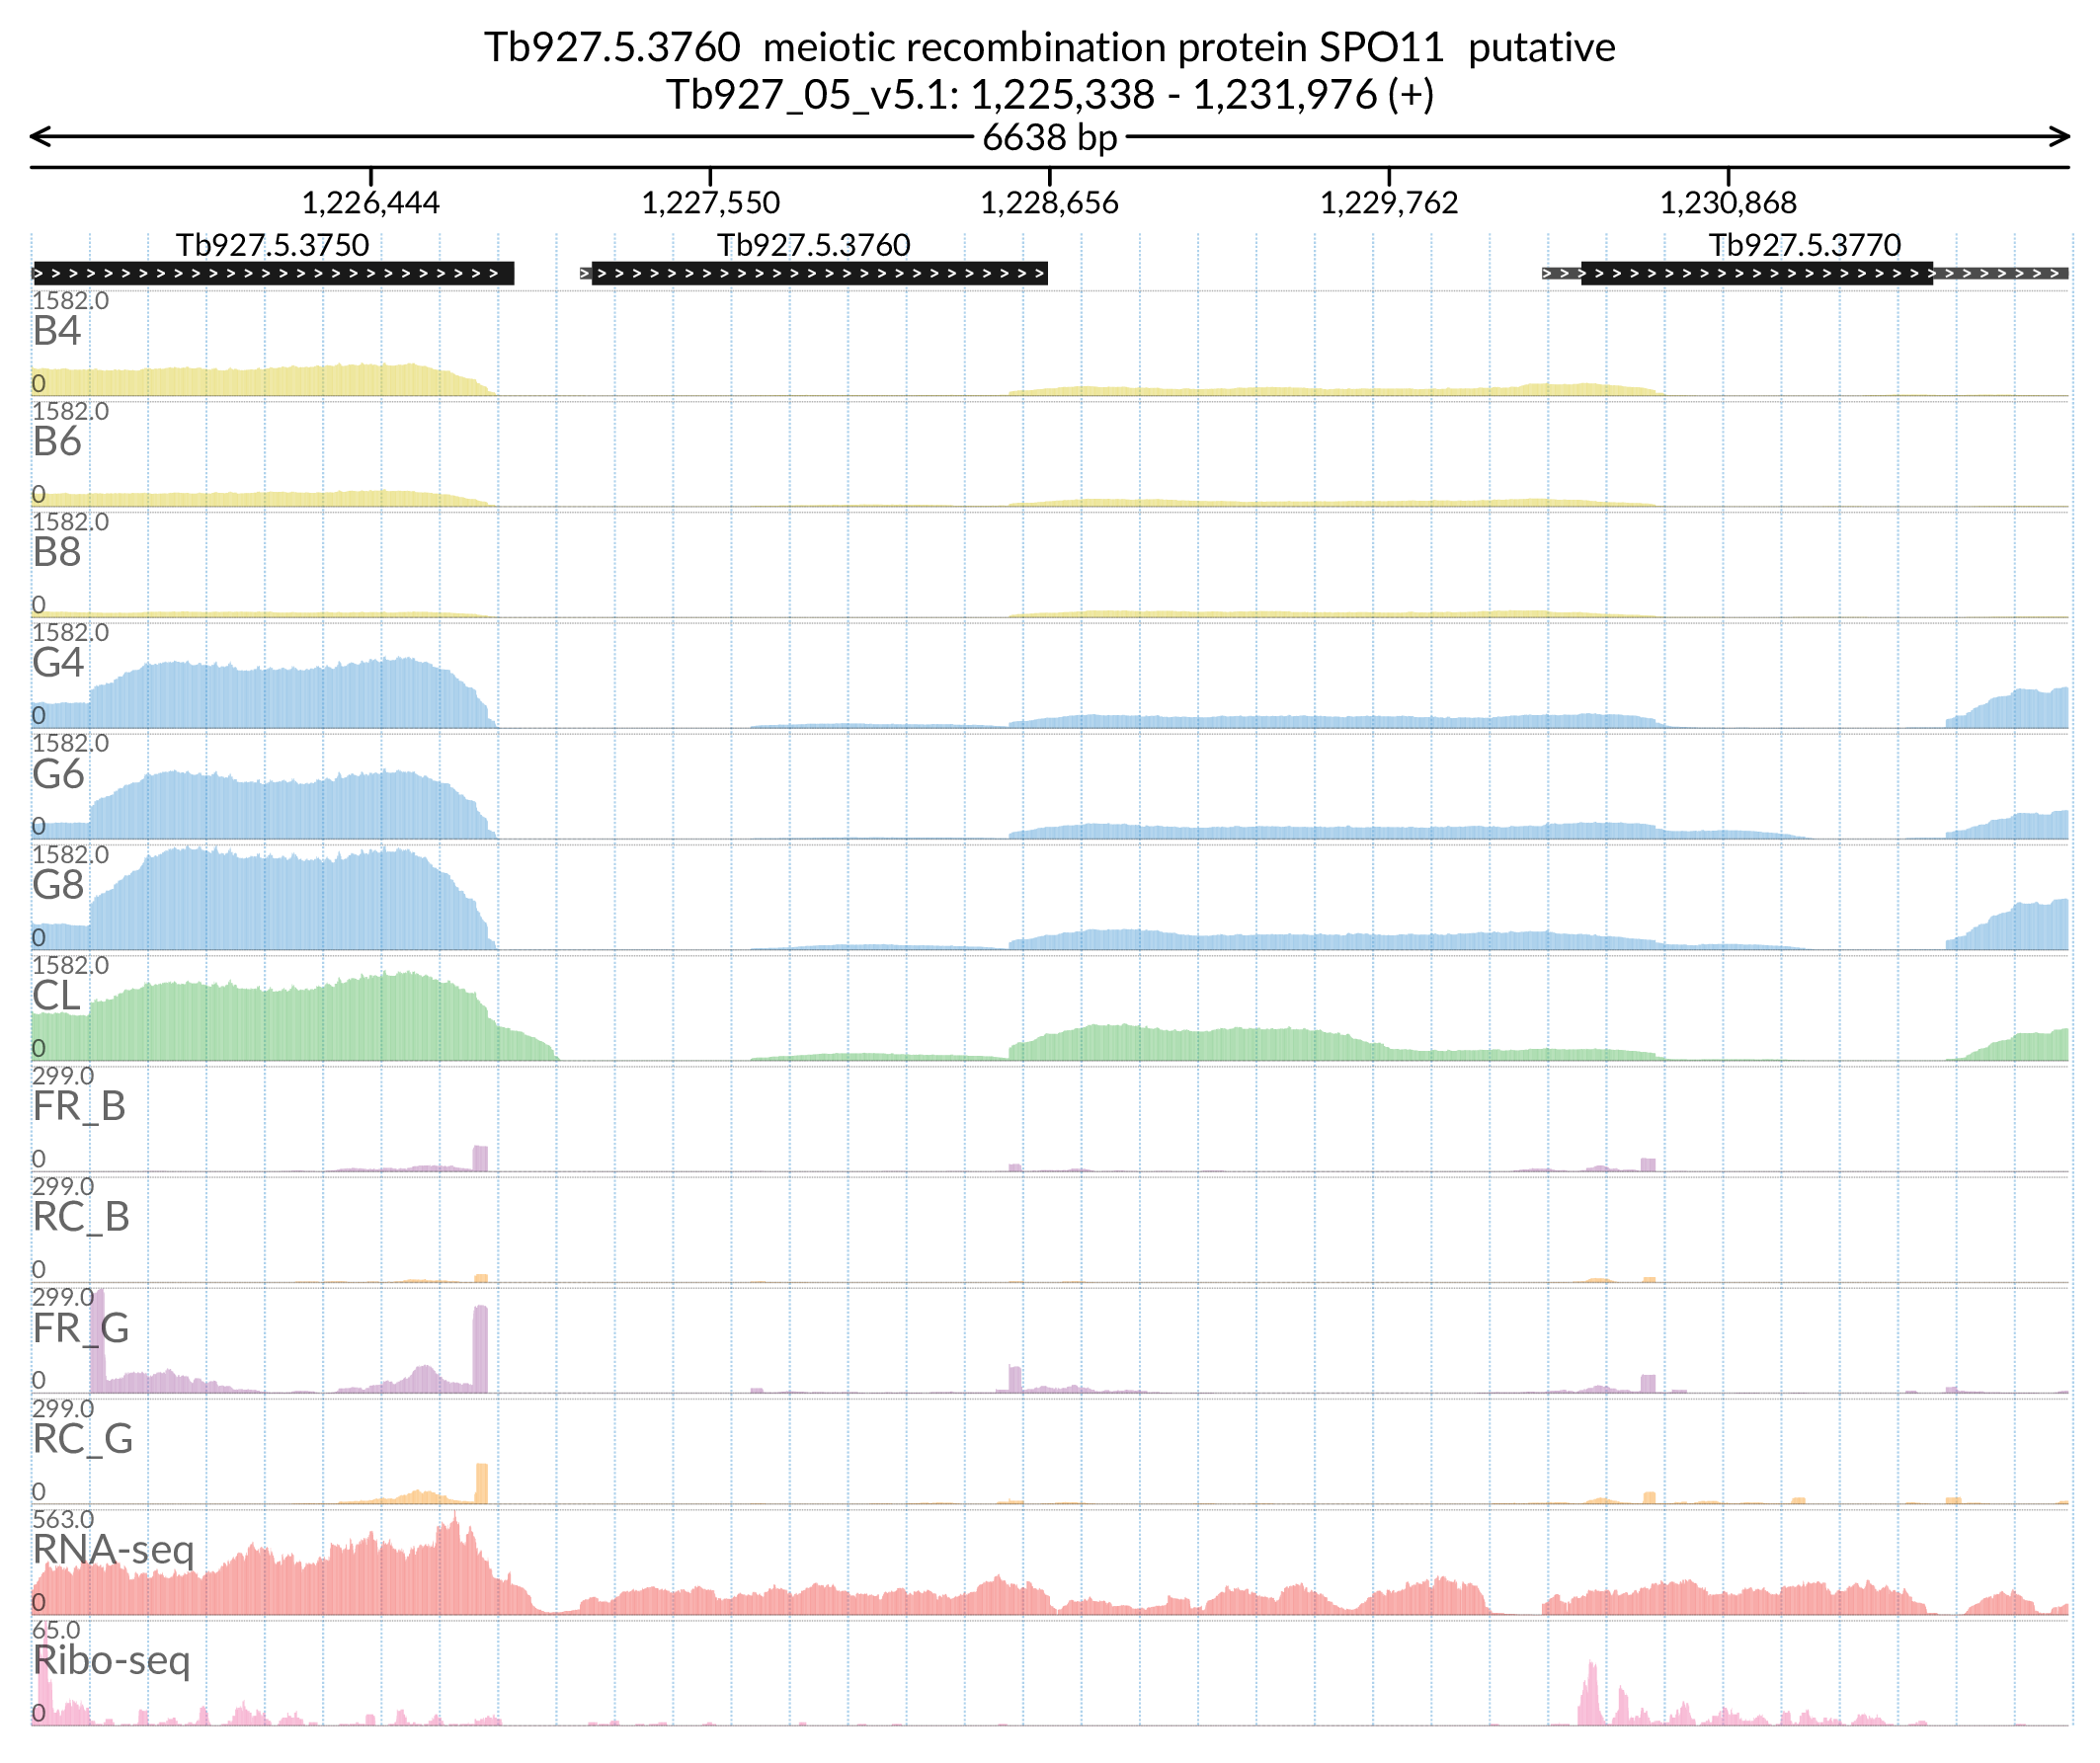 Tb927.5.3760  meiotic recombination protein SPO11  putative
Tb927_05_v5.1: 1,225,338 - 1,231,976 (+)
6638 bp
1,226,444 1,227,550 1,228,656 1,229,762 1,230,868
Tb927.5.3750 Tb927.5.3760 Tb927.5.3770
1582.0
B4
0
1582.0
B6
0
1582.0
B8
0
1582.0
G4
0
1582.0
G6
0
1582.0
G8
0
1582.0
CL
0
299.0
FR_B
0
299.0
RC_B
0
299.0
FR_G
0
299.0
RC_G
0
563.0
RNA-seq
0
65.0
Ribo-seq
0